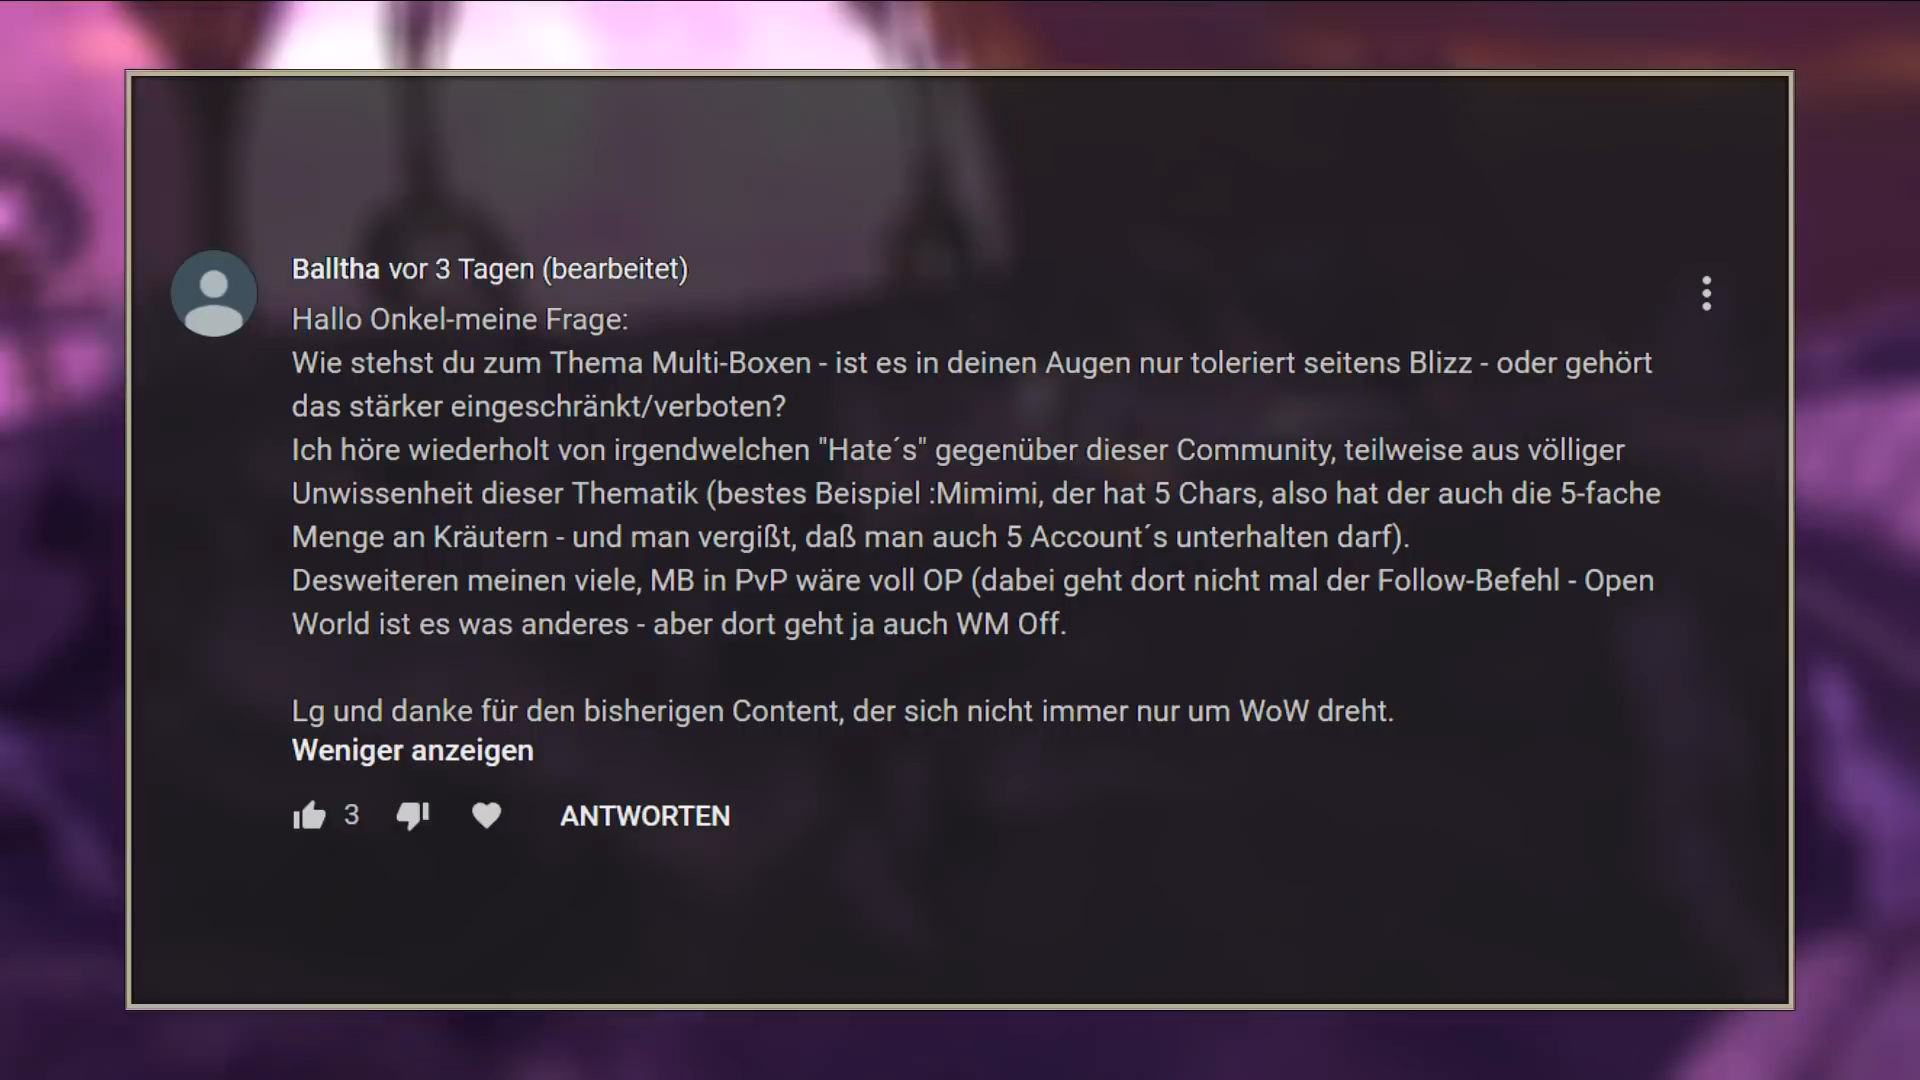 Balltha vor 3 Tagen (bearbeitet)
Hallo Onkel-meine Frage:
Wie stehst du zum Thema Multi-Boxen - ist es in deinen Augen nur toleriert seitens Blizz - oder gehört
das stärker eingeschränkt/verboten?
Ich höre wiederholt von irgendwelchen "Hate´s" gegenüber dieser Community, teilweise aus völliger
Unwissenheit dieser Thematik (bestes Beispiel :Mimimi, der hat 5 Chars, also hat der auch die 5-fache
Menge an Kräutern - und man vergißt, daß man auch 5 Account´s unterhalten darf).
Desweiteren meinen viele, MB in PvP wäre voll OP (dabei geht dort nicht mal der Follow-Befehl - Open
World ist es was anderes - aber dort geht ja auch WM Off.
Lg und danke für den bisherigen Content, der sich nicht immer nur um WoW dreht.
Weniger anzeigen
3 ANTWORTEN